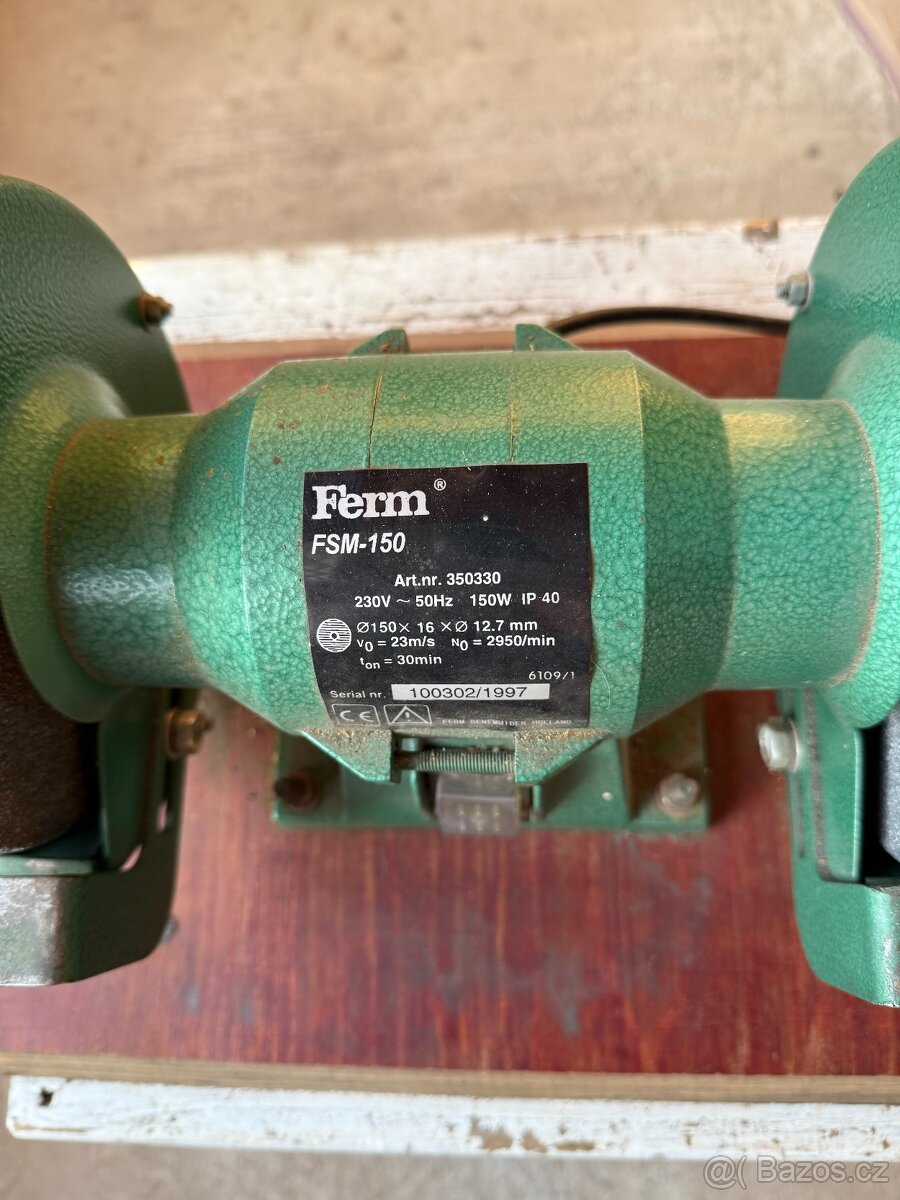 Ferm ®
FSM-150
Art.nr. 350330
230V ~ 50Hz 150W IP 40
Ø150 × 16 × Ø 12.7 mm
V0 = 23m/s N0 = 2950/min
ton = 30min
6109/1
Serial nr. 100302/1997
CE FERM GENEMUIDEN HOLLAND
@( Bazos.cz